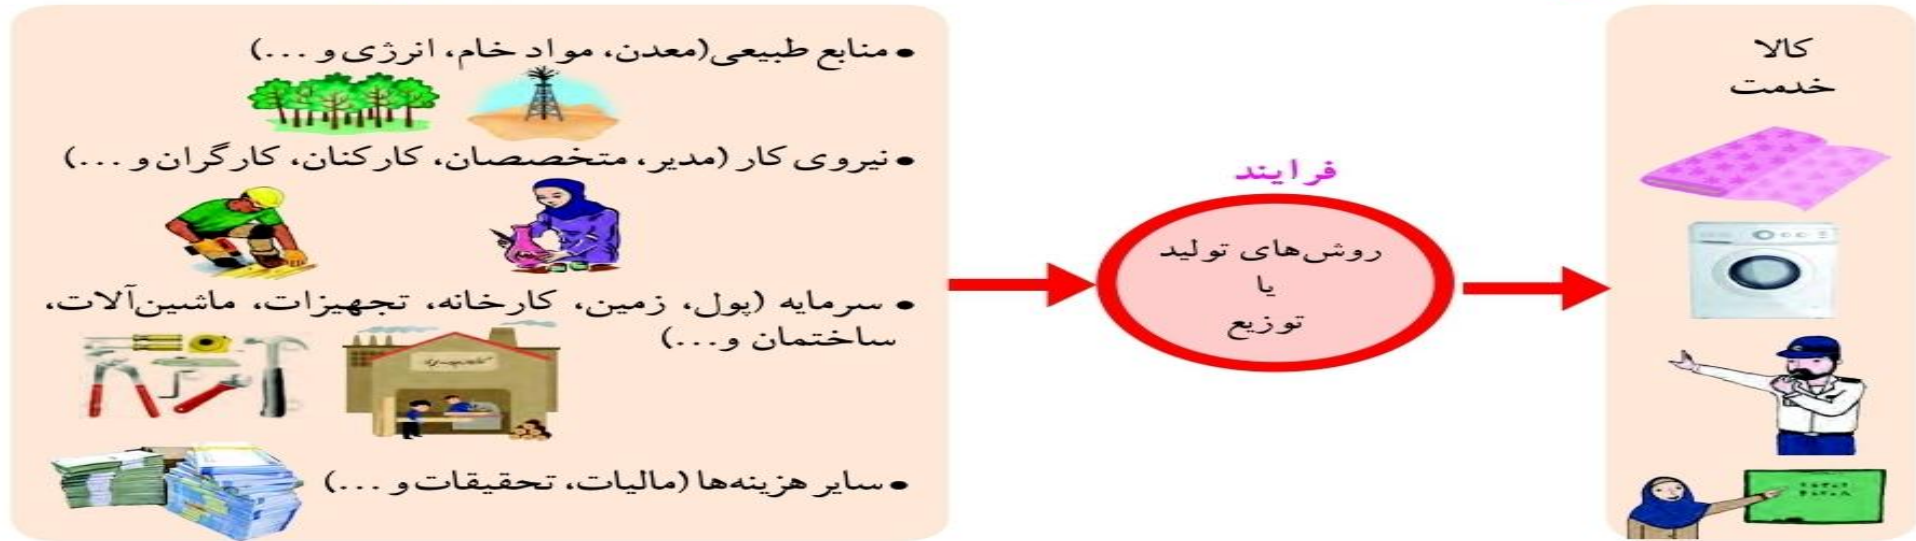 • منابع طبیعی(معدن، مواد خام، انرژی و ...)
• نیروی کار (مدیر، متخصصان، کارکنان، کارگران و ...)
• سرمایه (پول، زمین، کارخانه، تجهیزات، ماشین‌آلات،
ساختمان و...)
• سایر هزینه‌ها (مالیات، تحقیقات و ...)
فرایند
روش‌های تولید
یا
توزیع
کالا
خدمت